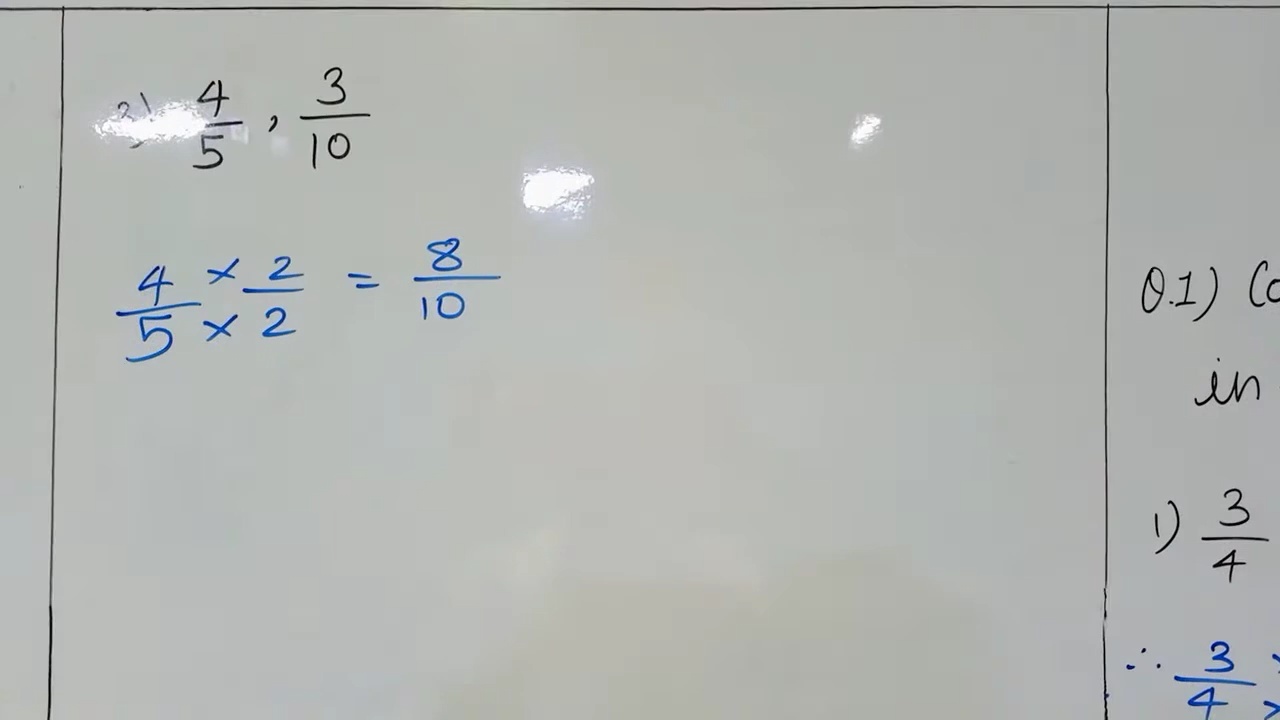 4/5 , 3/10
4/5 × 2/2 = 8/10
Q.1)
in
1) 3/4
∴ 3/4